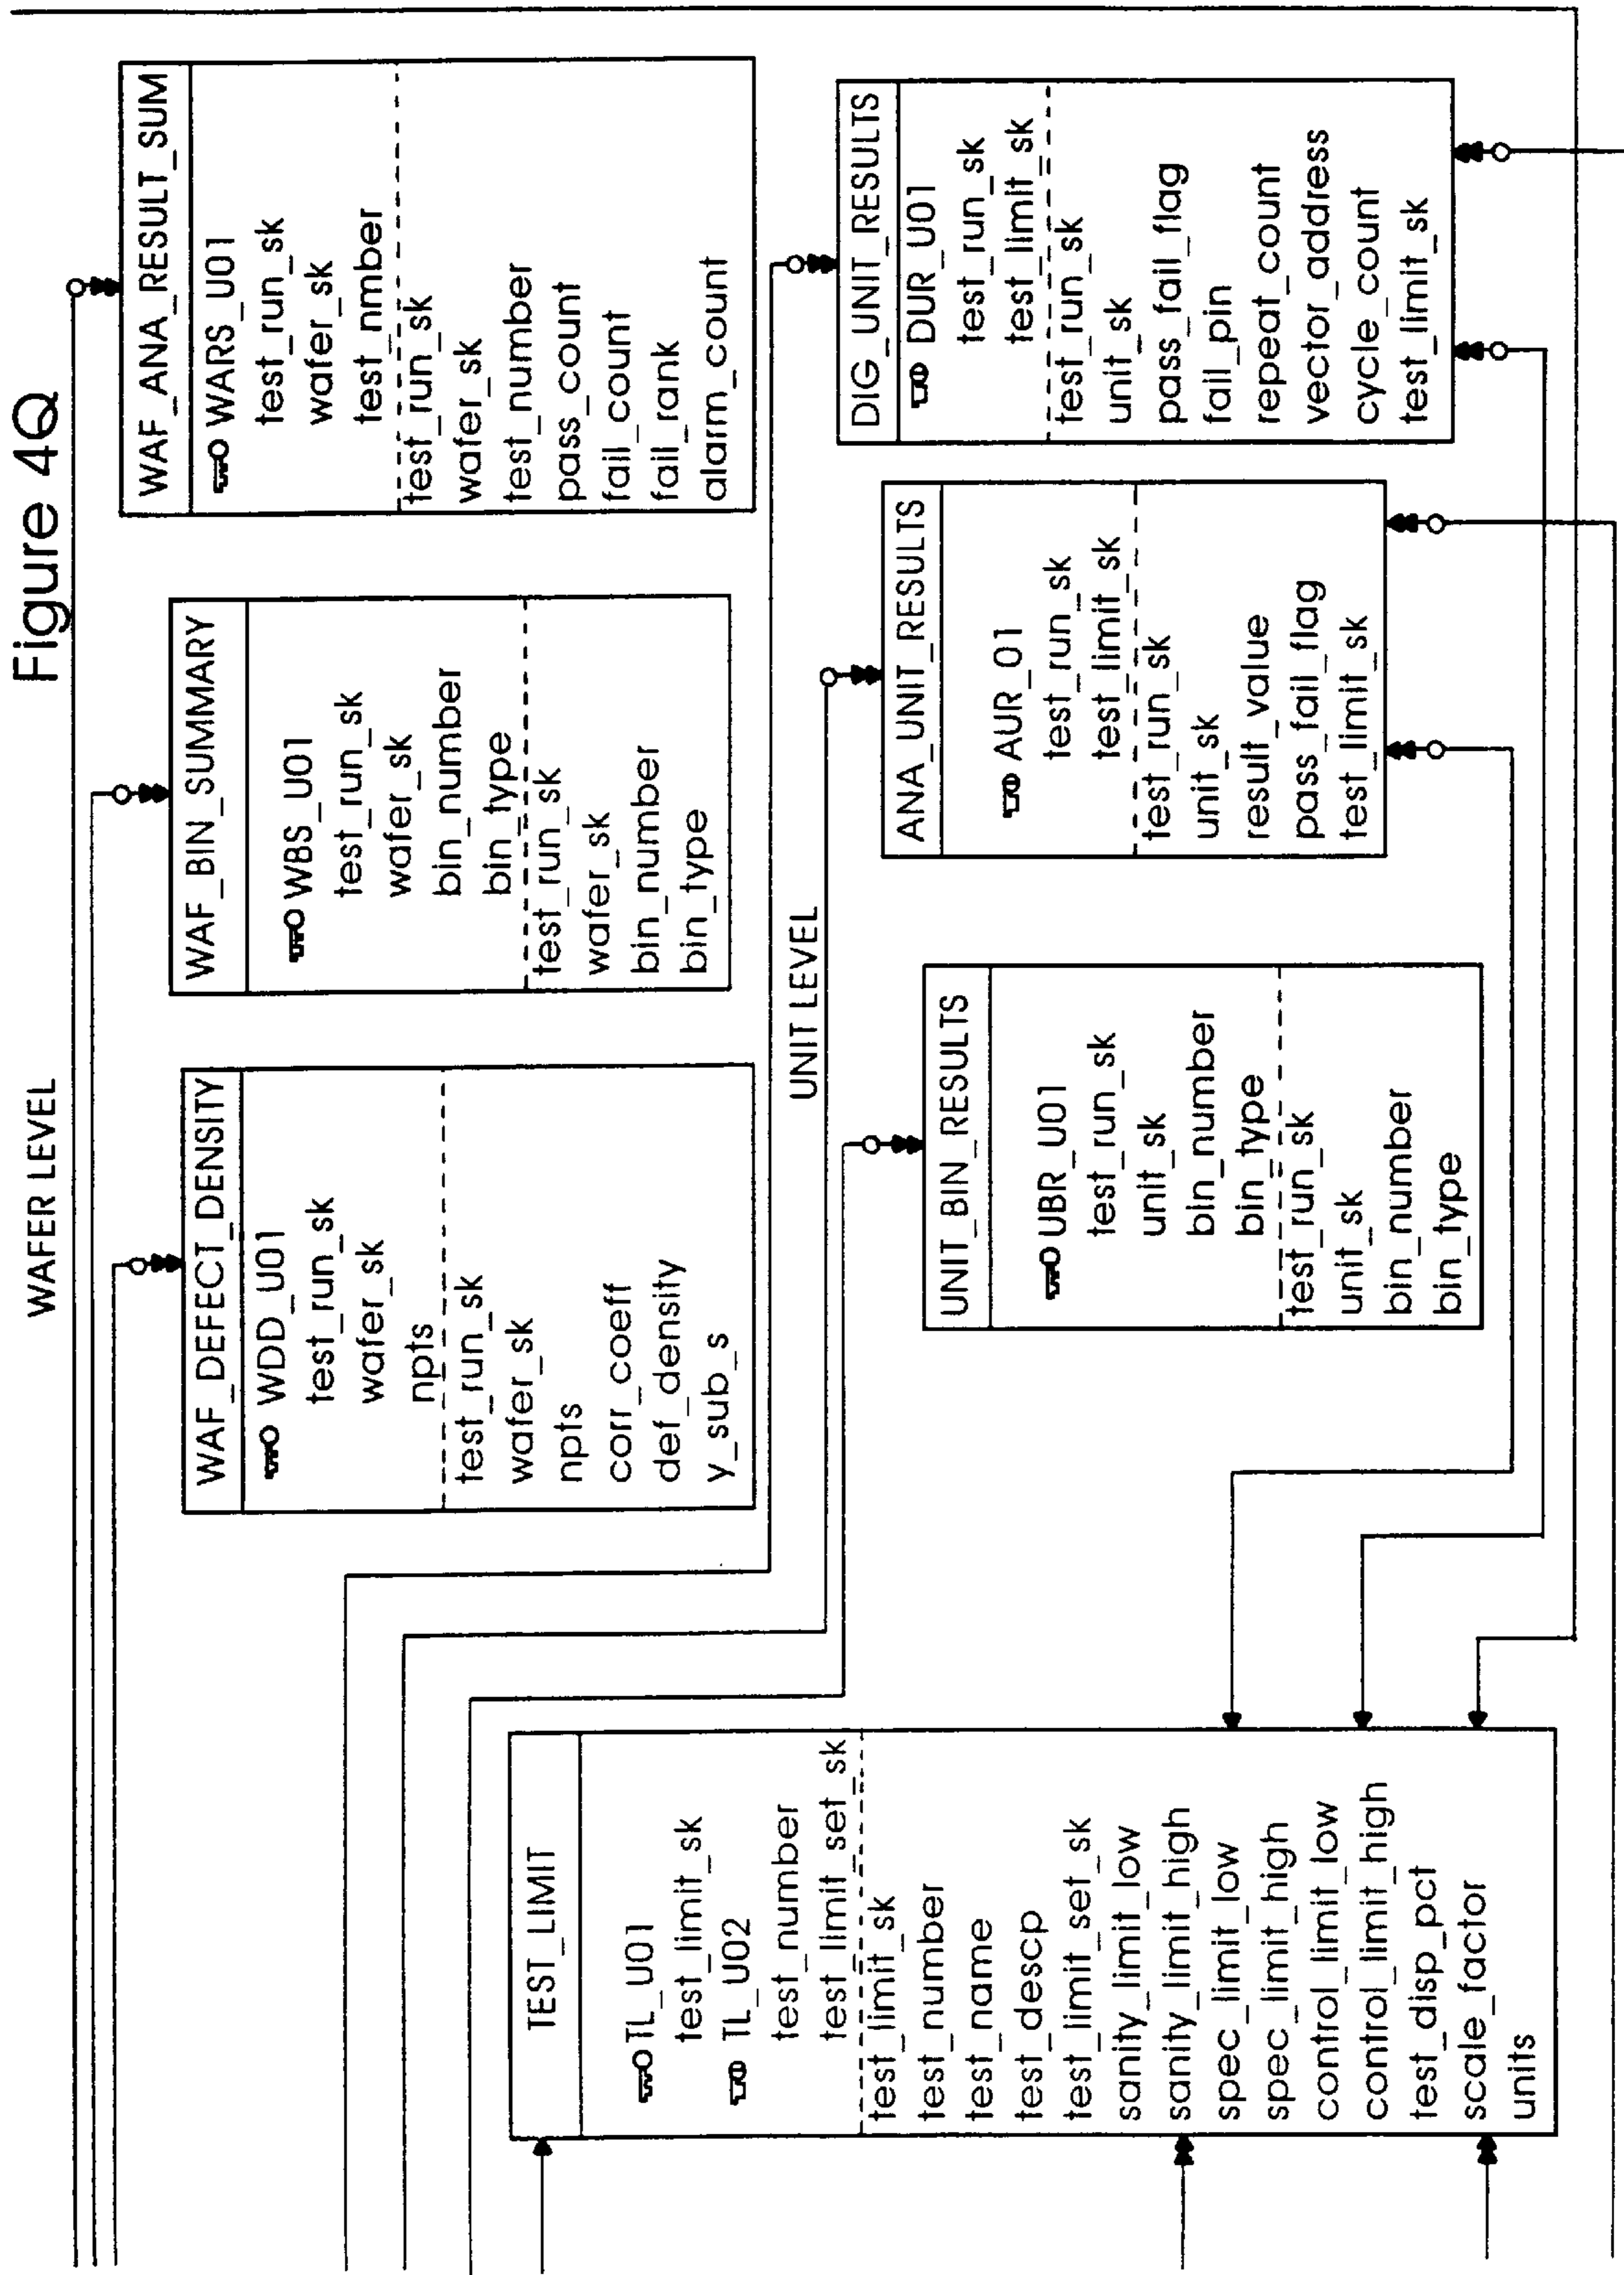 Figure 4Q
WAFER LEVEL
WAF_DEFECT_DENSITY
WDD_U01
test_run_sk
wafer_sk
npts
test_run_sk
wafer_sk
npts
corr_coeff
def_density
y_sub_s
WAF_BIN_SUMMARY
WBS_U01
test_run_sk
wafer_sk
bin_number
bin_type
test_run_sk
wafer_sk
bin_number
bin_type
WAF_ANA_RESULT_SUM
WARS_U01
test_run_sk
wafer_sk
test_nmber
test_run_sk
wafer_sk
test_number
pass_count
fail_count
fail_rank
alarm_count
UNIT LEVEL
TEST_LIMIT
TL_U01
test_limit_sk
TL_U02
test_number
test_limit_set_sk
test_limit_sk
test_number
test_name
test_descp
test_limit_set_sk
sanity_limit_low
sanity_limit_high
spec_limit_low
spec_limit_high
control_limit_low
control_limit_high
test_disp_pct
scale_factor
units
UNIT_BIN_RESULTS
UBR_U01
test_run_sk
unit_sk
bin_number
bin_type
test_run_sk
unit_sk
bin_number
bin_type
ANA_UNIT_RESULTS
AUR_01
test_run_sk
test_limit_sk
test_run_sk
unit_sk
result_value
pass_fail_flag
test_limit_sk
DIG_UNIT_RESULTS
DUR_U01
test_run_sk
test_limit_sk
test_run_sk
unit_sk
pass_fail_flag
fail_pin
repeat_count
vector_address
cycle_count
test_limit_sk